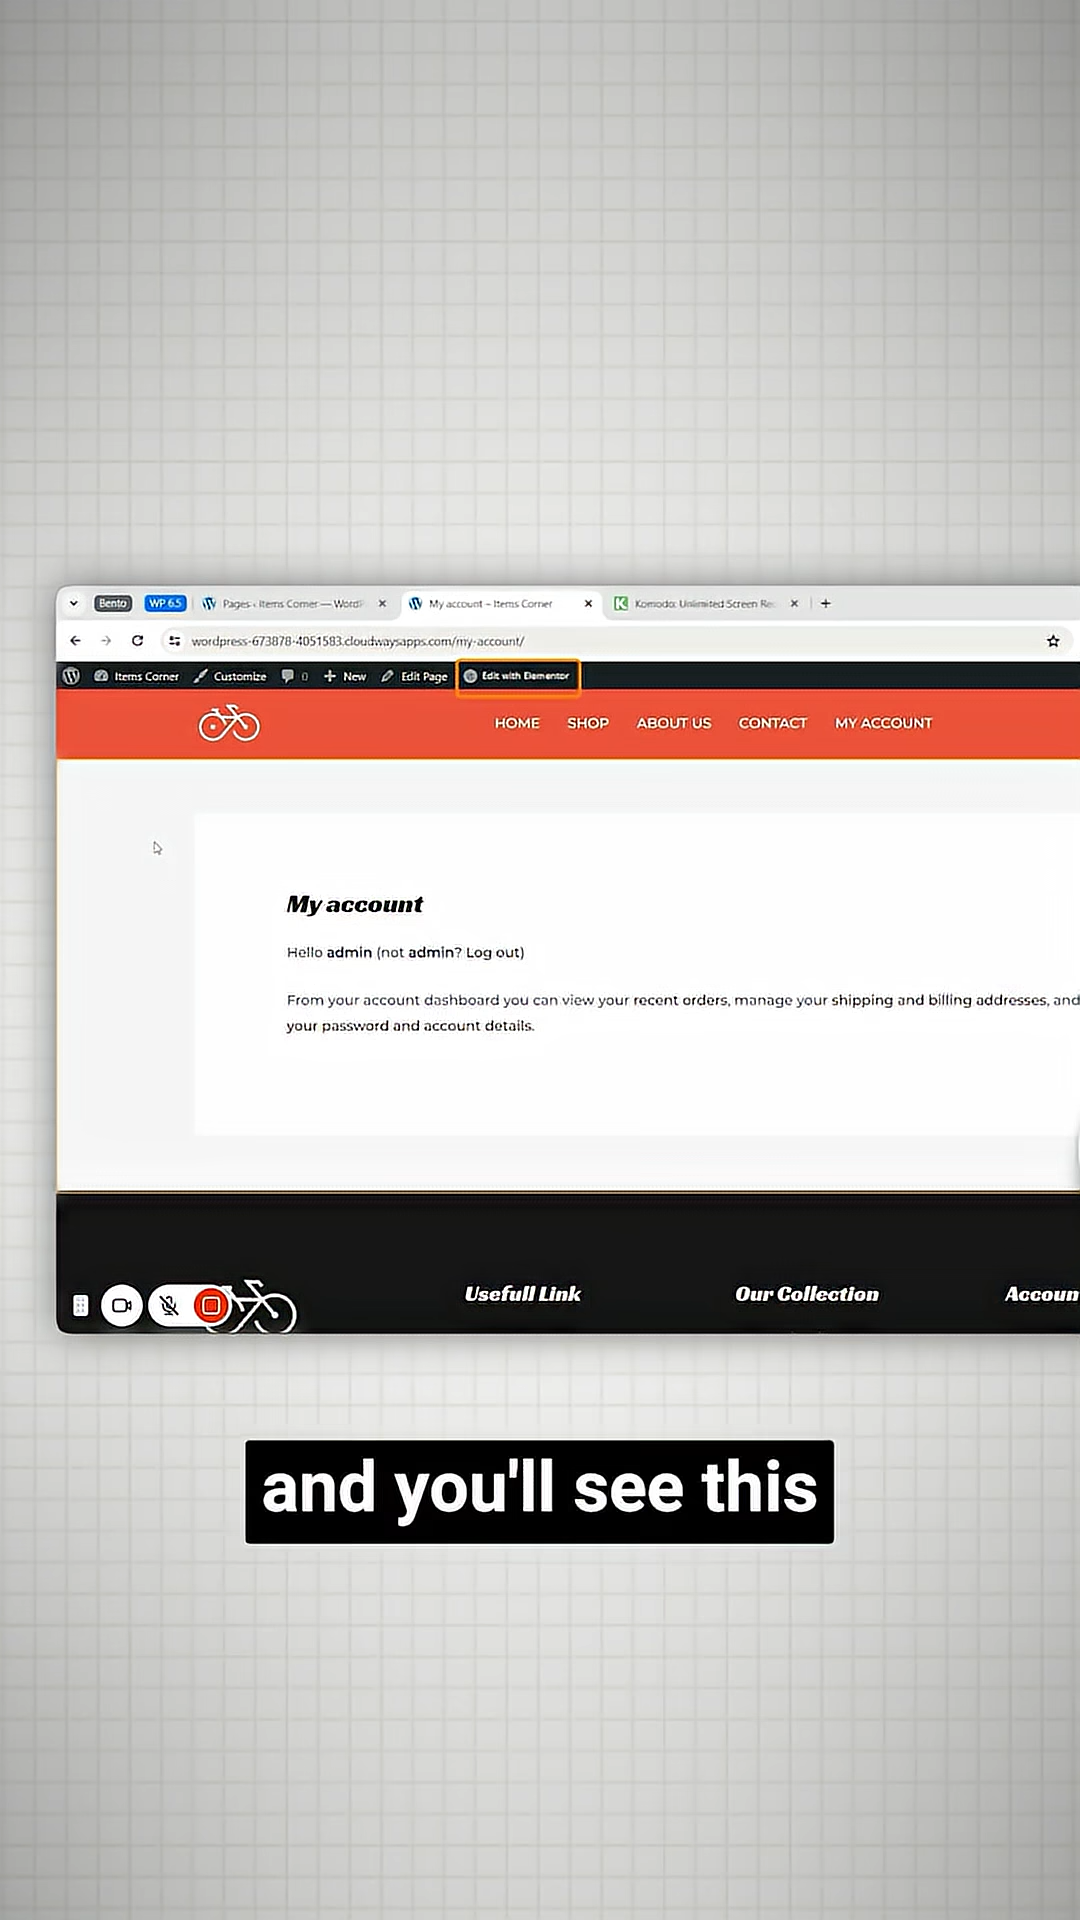 Bento WP 6.5 Pages ‹ Items Corner — WordP My account – Items Corner Komodo: Unlimited Screen Re
wordpress-673878-4051583.cloudwaysapps.com/my-account/
Items Corner Customize 0 New Edit Page Edit with Elementor
HOME SHOP ABOUT US CONTACT MY ACCOUNT
My account
Hello admin (not admin? Log out)
From your account dashboard you can view your recent orders, manage your shipping and billing addresses, and
your password and account details.
Usefull Link Our Collection Accoun
and you'll see this